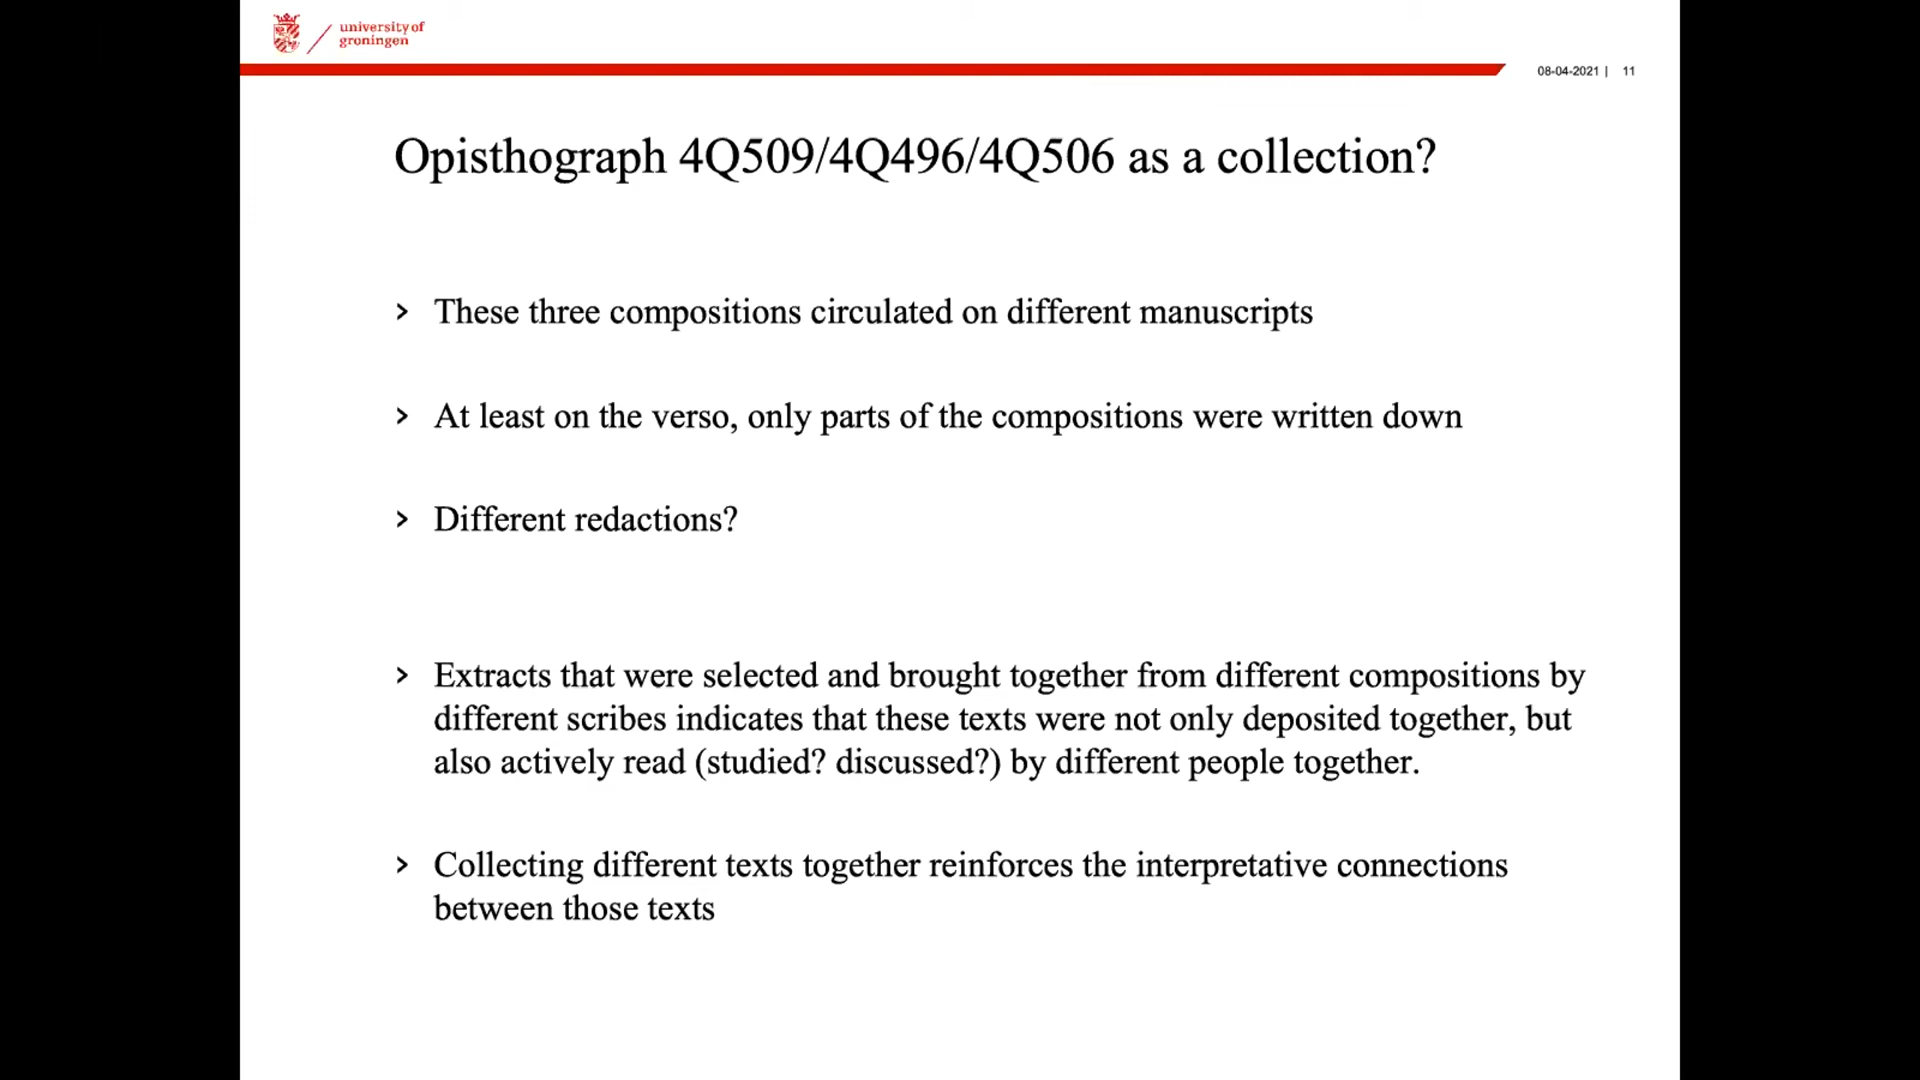 university of
groningen
08-04-2021 | 11
Opisthograph 4Q509/4Q496/4Q506 as a collection?
› These three compositions circulated on different manuscripts
› At least on the verso, only parts of the compositions were written down
› Different redactions?
› Extracts that were selected and brought together from different compositions by
different scribes indicates that these texts were not only deposited together, but
also actively read (studied? discussed?) by different people together.
› Collecting different texts together reinforces the interpretative connections
between those texts